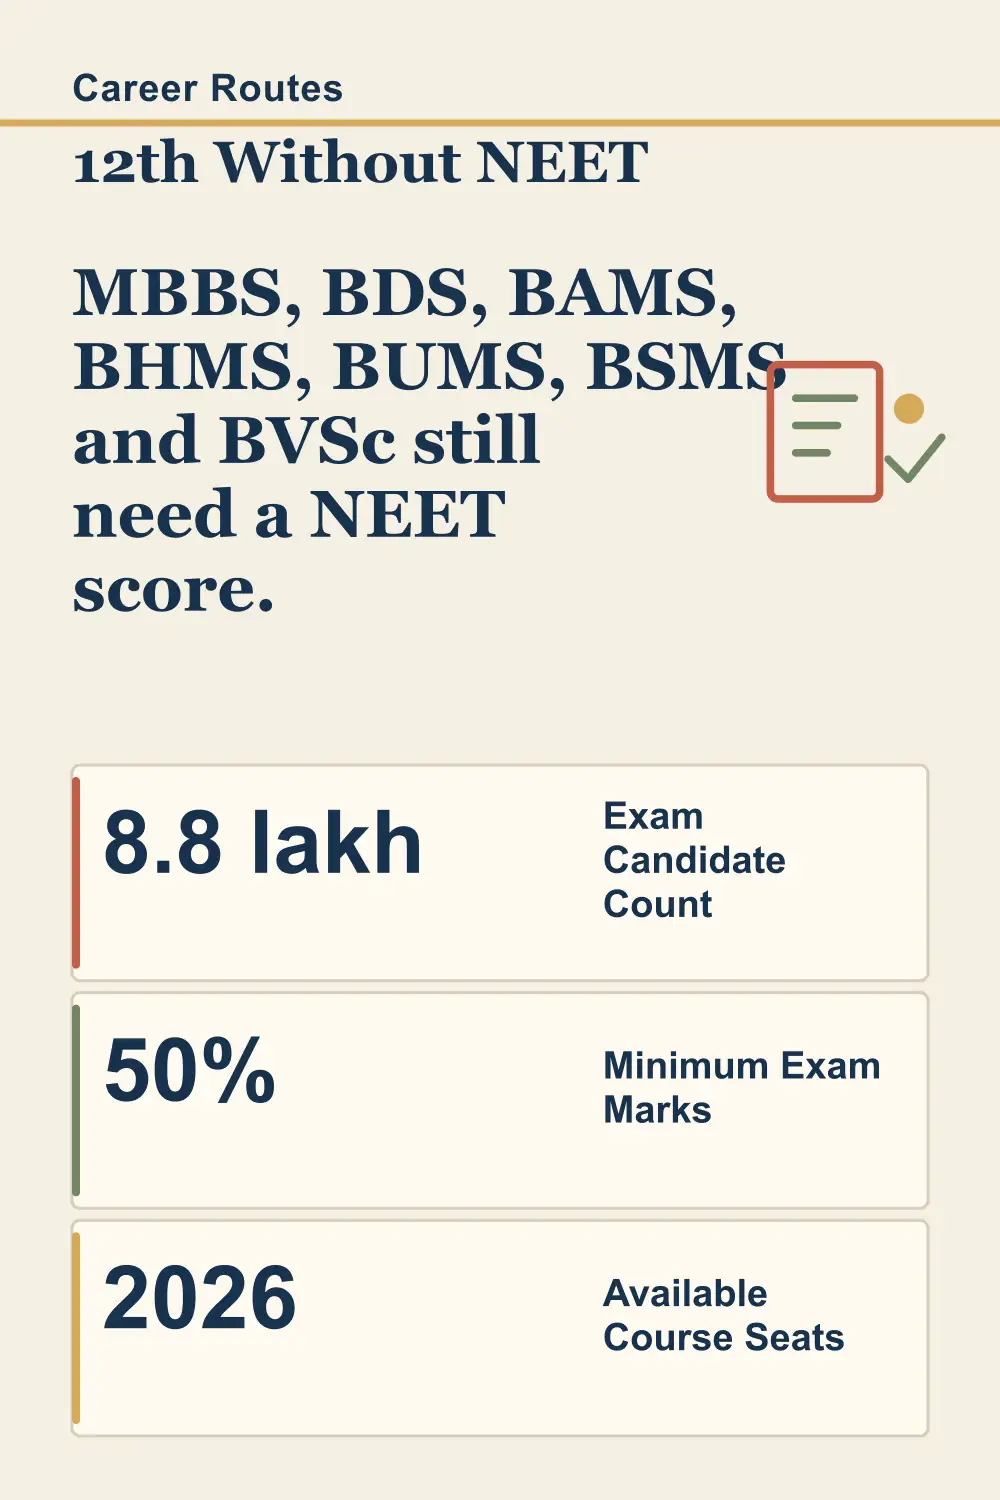 Career Routes
12th Without NEET
MBBS, BDS, BAMS,
BHMS, BUMS, BSMS
and BVSc still
need a NEET
score.
8.8 lakh
Exam
Candidate
Count
50%
Minimum Exam
Marks
2026
Available
Course Seats